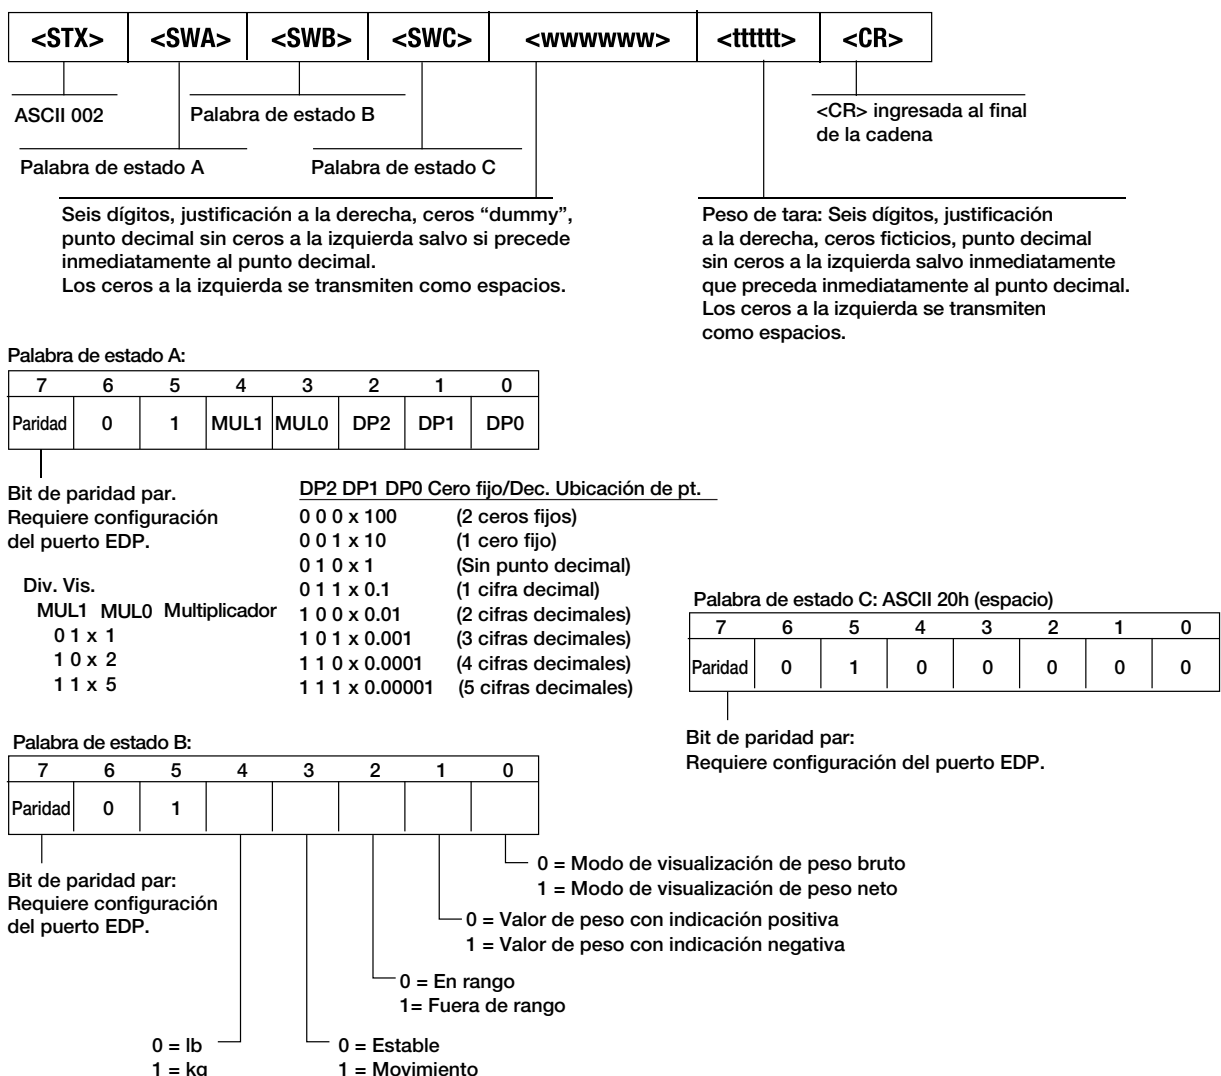 <STX> <SWA> <SWB> <SWC> <wwwwww> <tttttt> <CR>
ASCII 002
Palabra de estado B
<CR> ingresada al final
de la cadena
Palabra de estado A
Palabra de estado C
Seis dígitos, justificación a la derecha, ceros “dummy”,
punto decimal sin ceros a la izquierda salvo si precede
inmediatamente al punto decimal.
Los ceros a la izquierda se transmiten como espacios.
Peso de tara: Seis dígitos, justificación
a la derecha, ceros ficticios, punto decimal
sin ceros a la izquierda salvo inmediatamente
que preceda inmediatamente al punto decimal.
Los ceros a la izquierda se transmiten
como espacios.
Palabra de estado A:
7 6 5 4 3 2 1 0
Paridad 0 1 MUL1 MUL0 DP2 DP1 DP0
Bit de paridad par.
Requiere configuración
del puerto EDP.
Div. Vis.
MUL1 MUL0 Multiplicador
0 1 x 1
1 0 x 2
1 1 x 5
DP2 DP1 DP0 Cero fijo/Dec. Ubicación de pt.
0 0 0 x 100 (2 ceros fijos)
0 0 1 x 10 (1 cero fijo)
0 1 0 x 1 (Sin punto decimal)
0 1 1 x 0.1 (1 cifra decimal)
1 0 0 x 0.01 (2 cifras decimales)
1 0 1 x 0.001 (3 cifras decimales)
1 1 0 x 0.0001 (4 cifras decimales)
1 1 1 x 0.00001 (5 cifras decimales)
Palabra de estado C: ASCII 20h (espacio)
7 6 5 4 3 2 1 0
Paridad 0 1 0 0 0 0 0
Bit de paridad par:
Requiere configuración del puerto EDP.
Palabra de estado B:
7 6 5 4 3 2 1 0
Paridad 0 1
Bit de paridad par:
Requiere configuración
del puerto EDP.
0 = Modo de visualización de peso bruto
1 = Modo de visualización de peso neto
0 = Valor de peso con indicación positiva
1 = Valor de peso con indicación negativa
0 = En rango
1= Fuera de rango
0 = lb
1 = kg
0 = Estable
1 = Movimiento